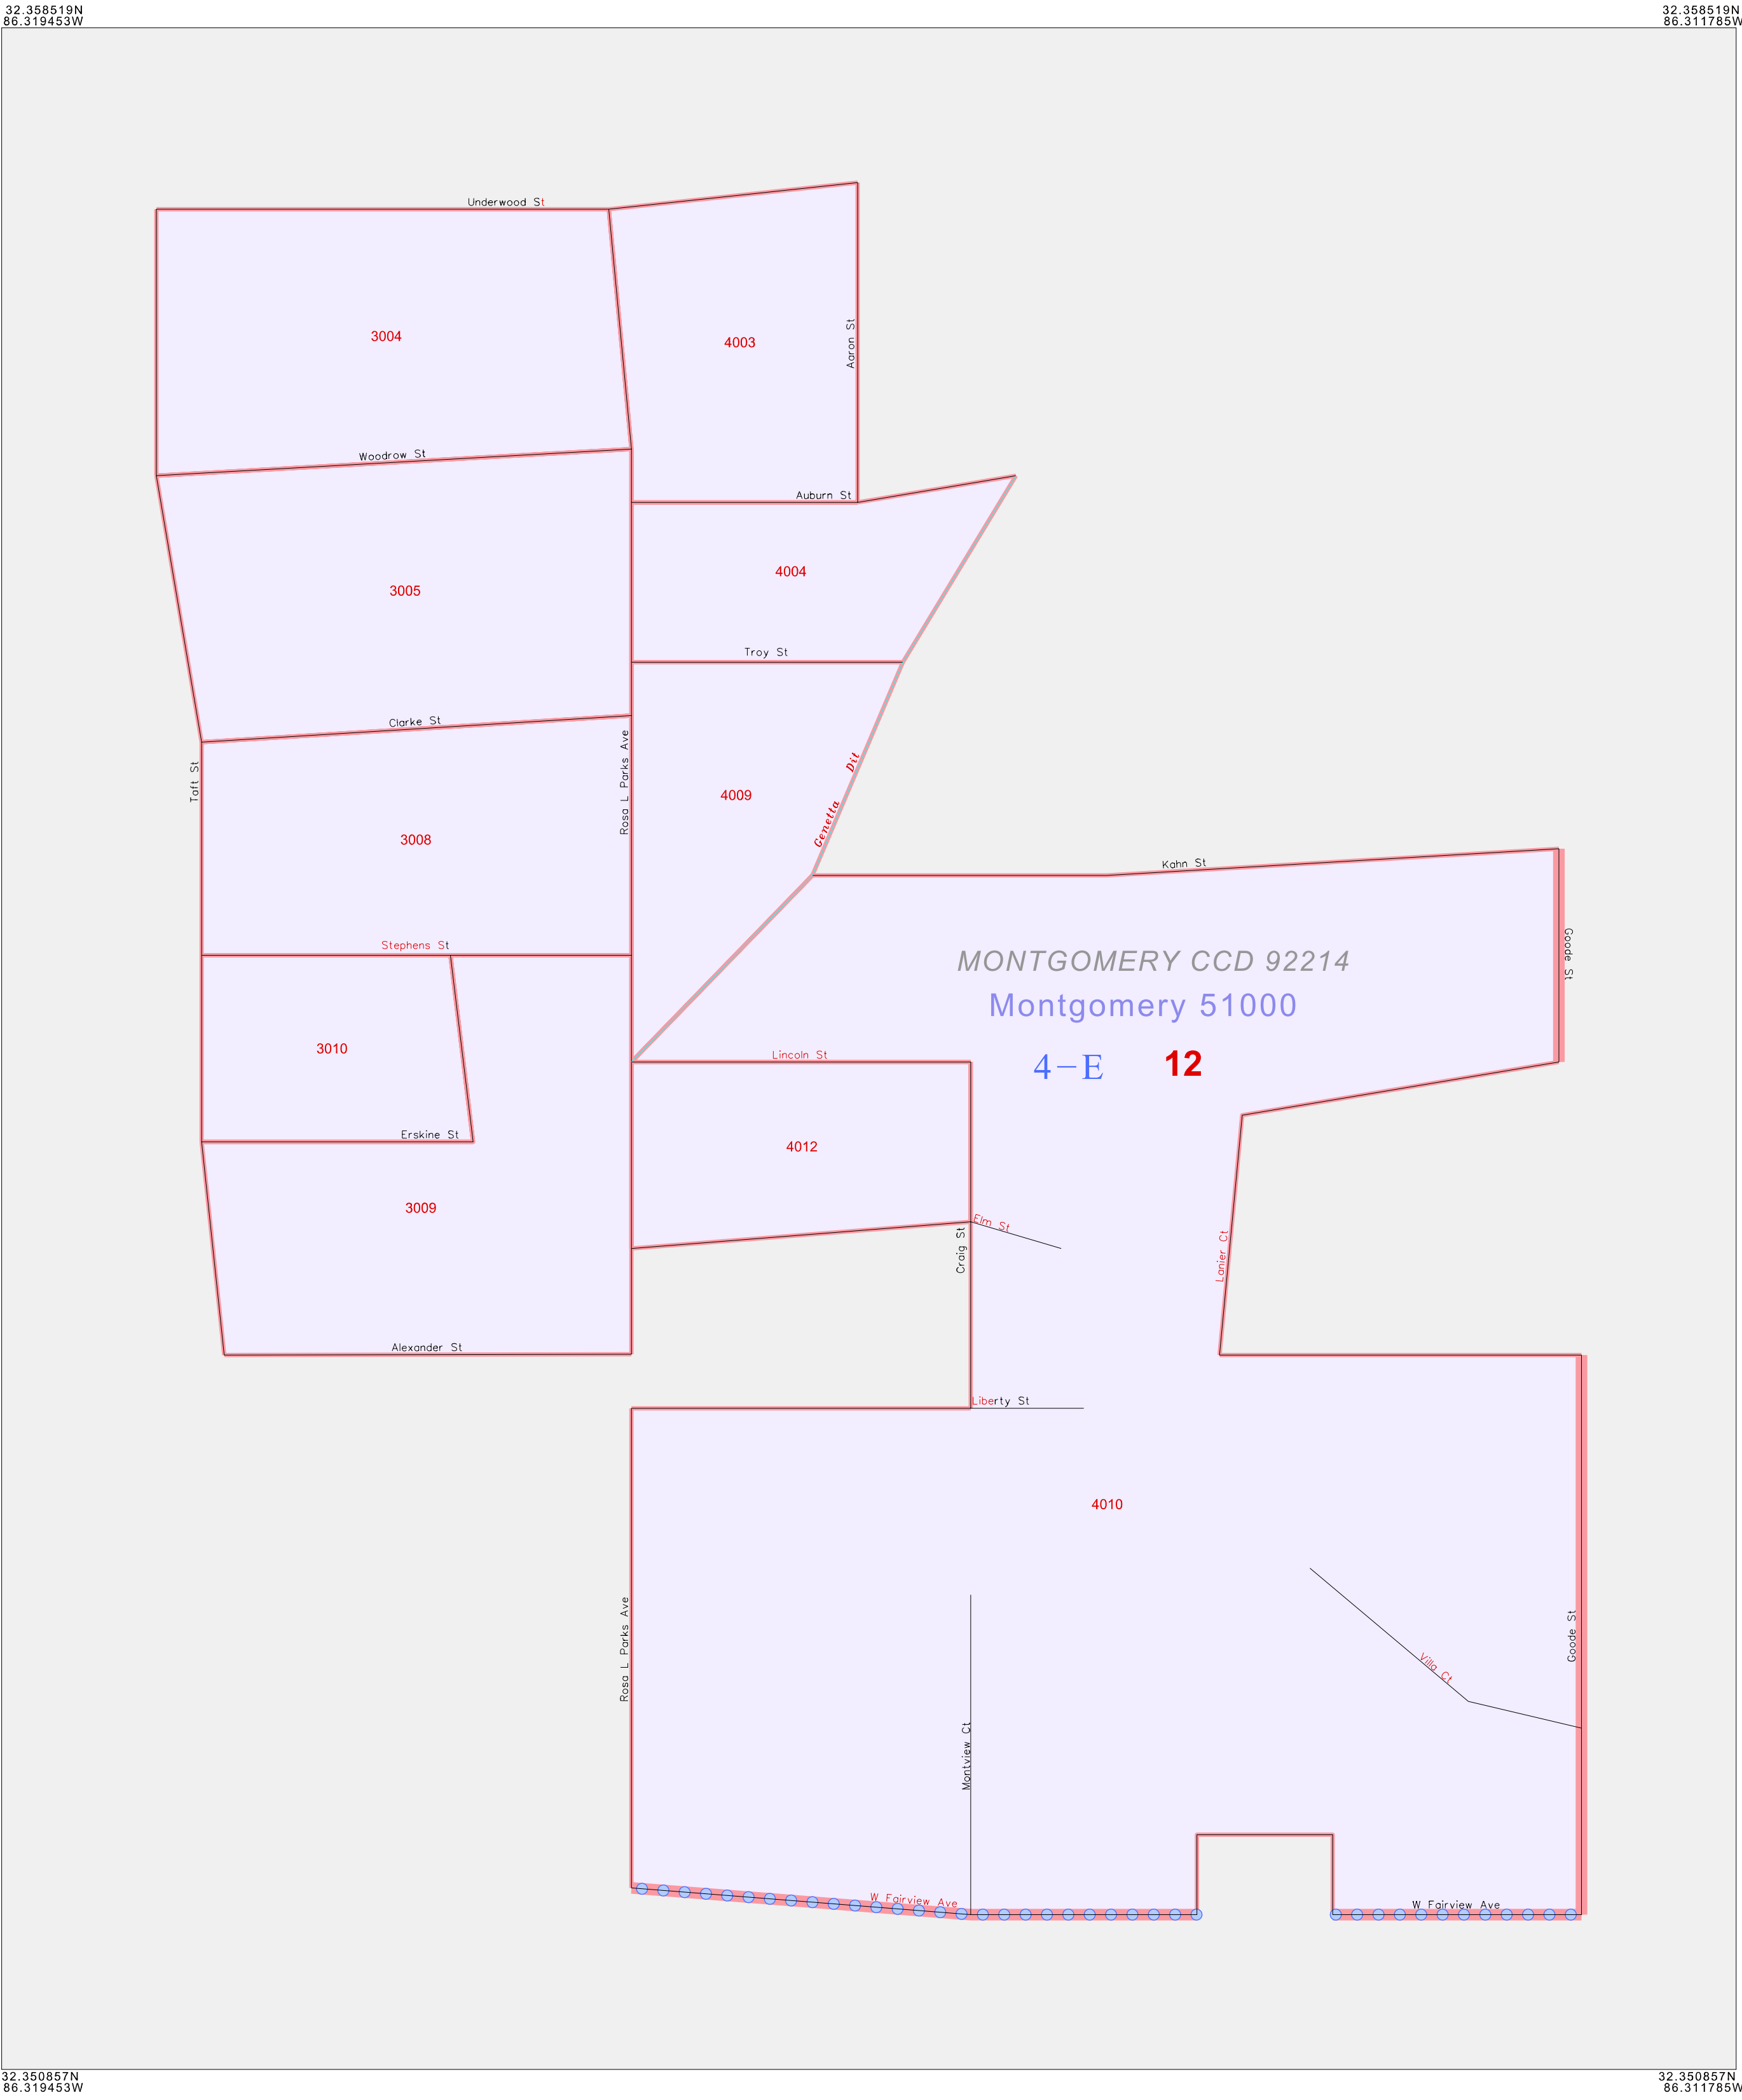 32.358519N
86.319453W
32.358519N
86.311785W
Underwood St
3004
4003
Aaron St
Woodrow St
Auburn St
3005
4004
Troy St
Clarke St
Taft St
Rosa L Parks Ave
4009
Genetta Dit
3008
Kahn St
Goode St
Stephens St
MONTGOMERY CCD 92214
Montgomery 51000
4-E
12
3010
Lincoln St
Erskine St
4012
3009
Elm St
Craig St
Lanier Ct
Alexander St
Liberty St
4010
Rosa L Parks Ave
Villa Ct
Goode St
Montview Ct
W Fairview Ave
W Fairview Ave
32.350857N
86.319453W
32.350857N
86.311785W